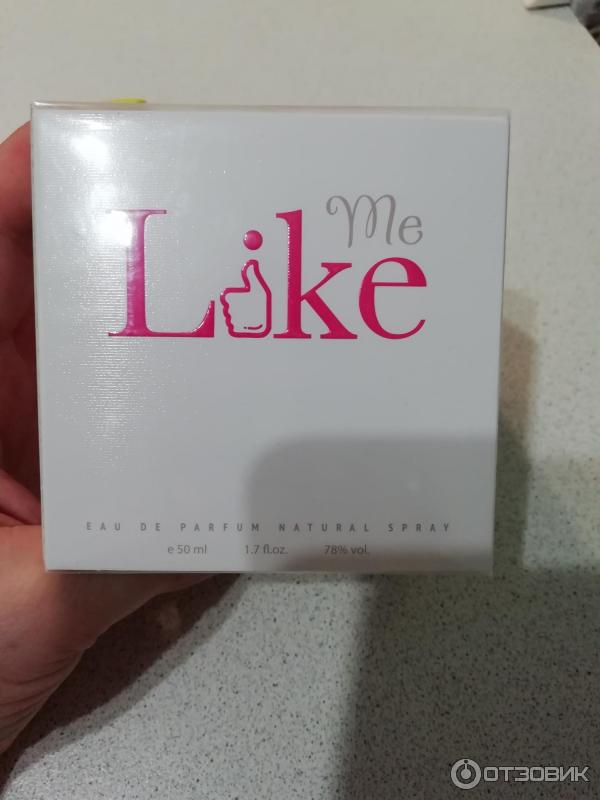 Me
Like
EAU DE PARFUM NATURAL SPRAY
e 50 ml 1.7 fl.oz. 78% vol.
ОТЗОВИК